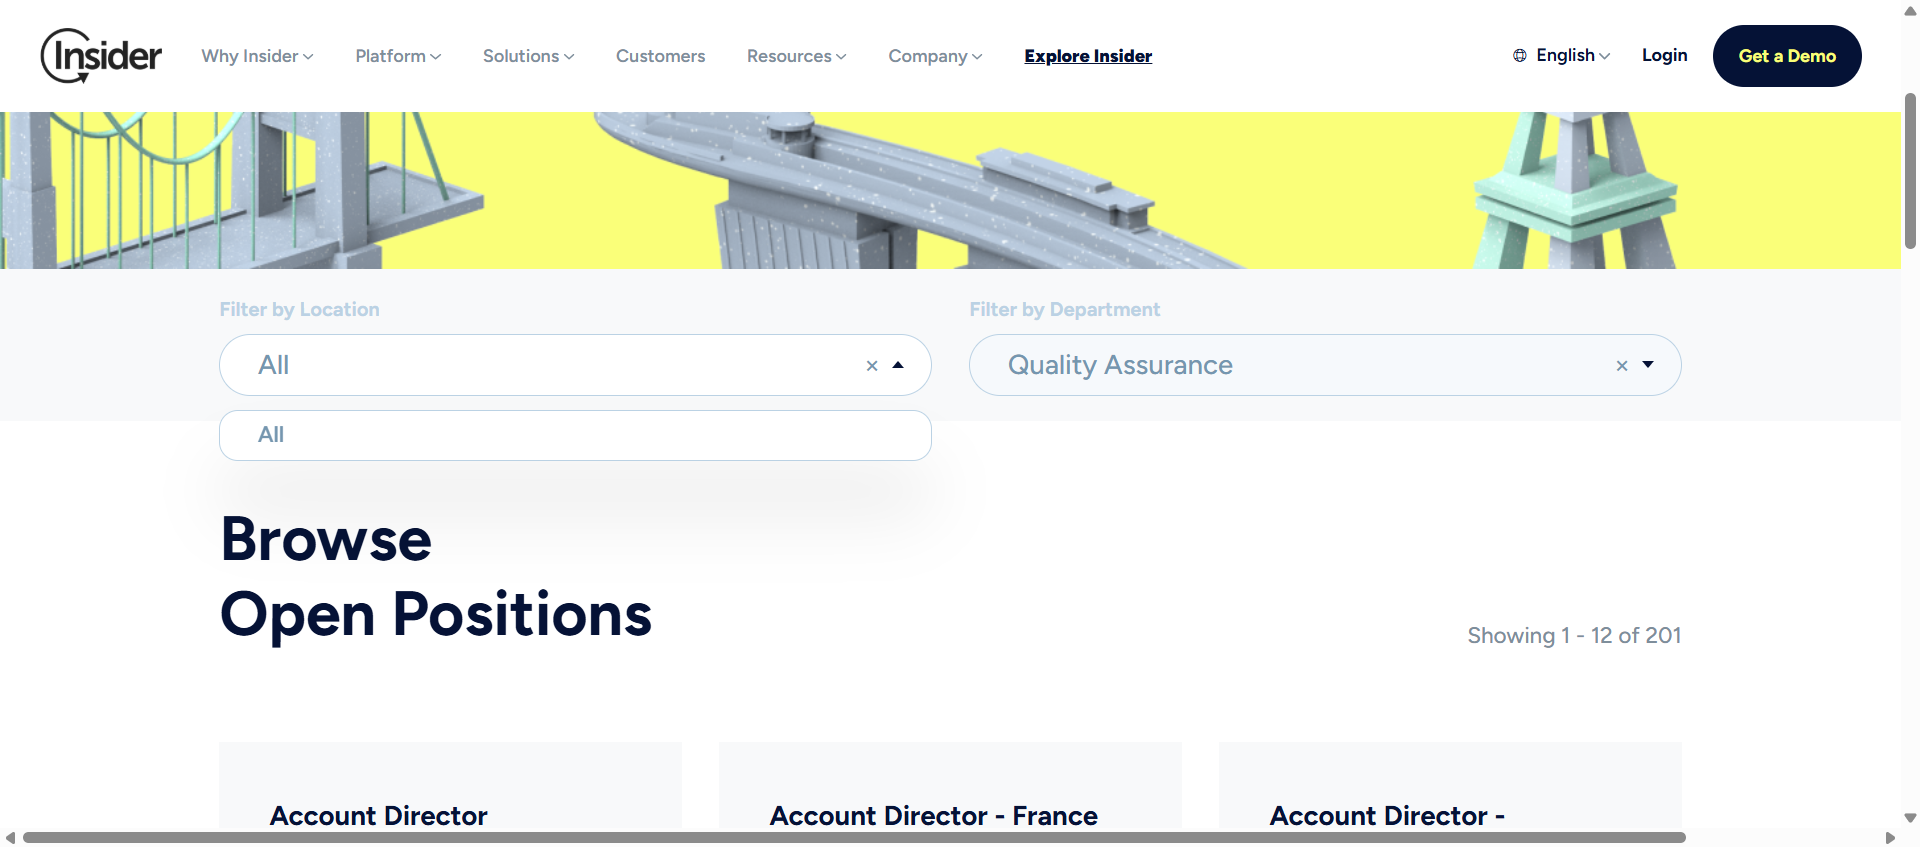 Insider
Why Insider
Platform
Solutions
Customers
Resources
Company
Explore Insider
English
Login
Get a Demo
Filter by Location
Filter by Department
All
Quality Assurance
All
Browse
Open Positions
Showing 1 - 12 of 201
Account Director
Account Director - France
Account Director -